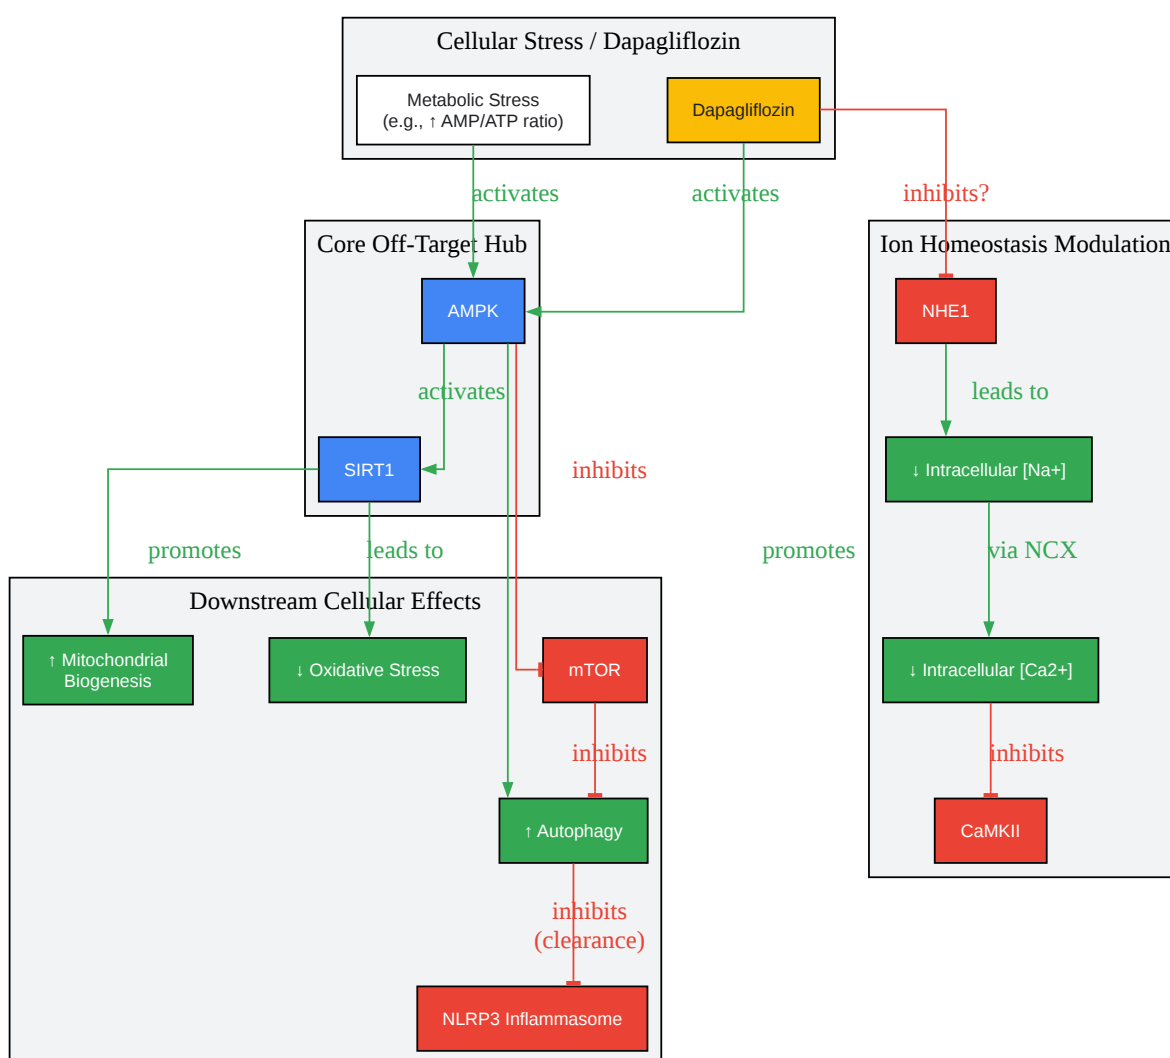 Cellular Stress / Dapagliflozin
Metabolic Stress
(e.g., ↑ AMP/ATP ratio)
Dapagliflozin
activates
activates
inhibits?
Core Off-Target Hub
Ion Homeostasis Modulation
AMPK
NHE1
activates
leads to
SIRT1
inhibits
↓ Intracellular [Na+]
promotes
leads to
promotes
via NCX
Downstream Cellular Effects
↑ Mitochondrial
Biogenesis
↓ Oxidative Stress
mTOR
↓ Intracellular [Ca2+]
inhibits
inhibits
↑ Autophagy
CaMKII
inhibits
(clearance)
NLRP3 Inflammasome